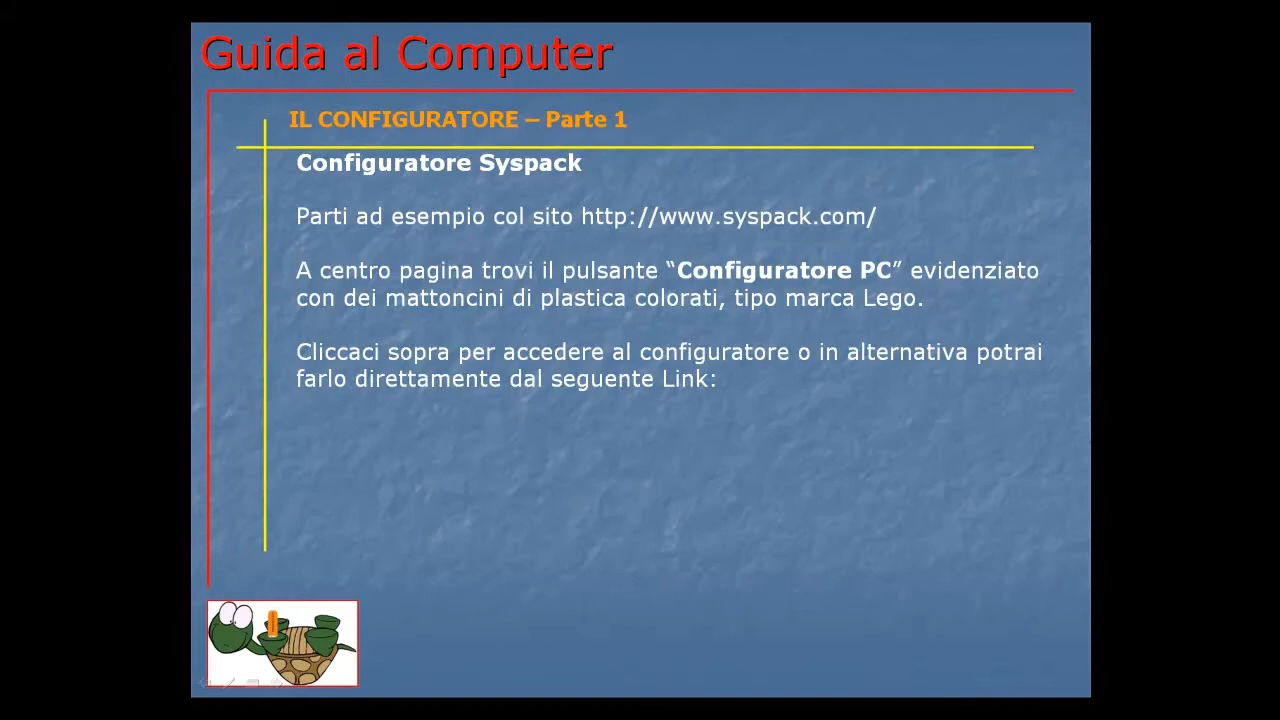 Guida al Computer
IL CONFIGURATORE – Parte 1
Configuratore Syspack
Parti ad esempio col sito http://www.syspack.com/
A centro pagina trovi il pulsante “Configuratore PC” evidenziato
con dei mattoncini di plastica colorati, tipo marca Lego.
Cliccaci sopra per accedere al configuratore o in alternativa potrai
farlo direttamente dal seguente Link: